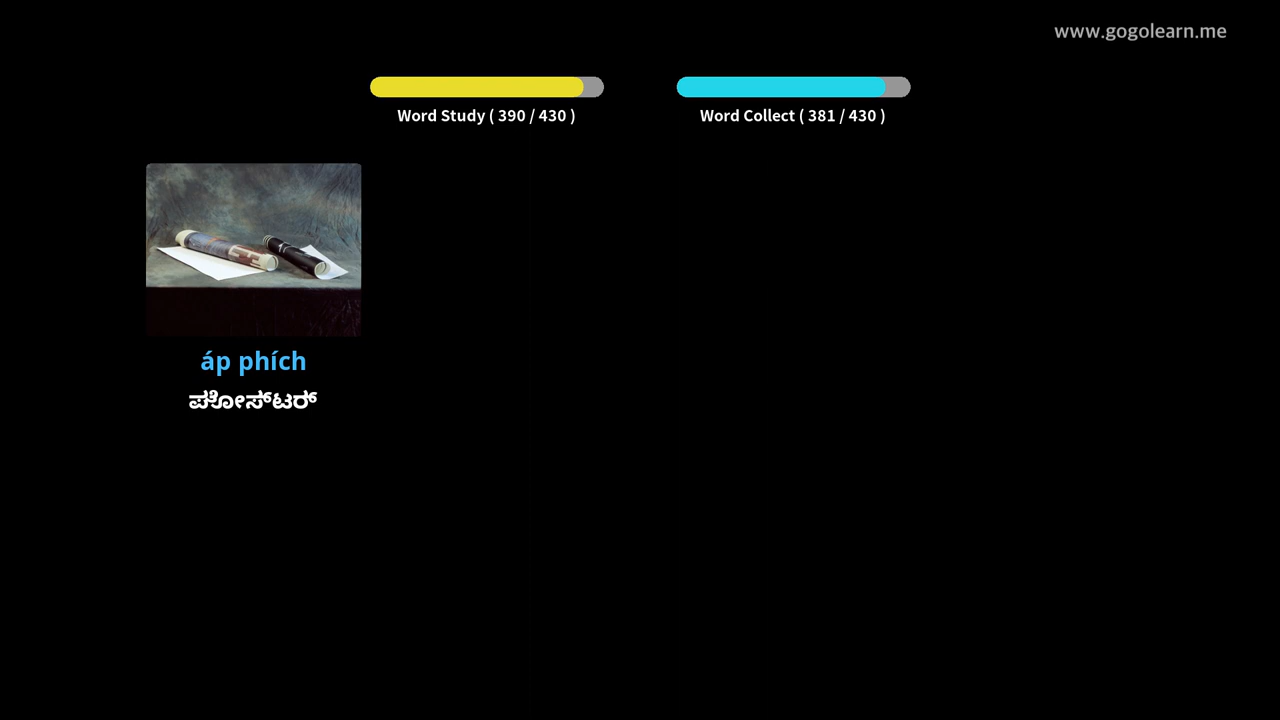 www.gogolearn.me
Word Study ( 390 / 430 )
Word Collect ( 381 / 430 )
áp phích
ಪೋಸ್ಟರ್